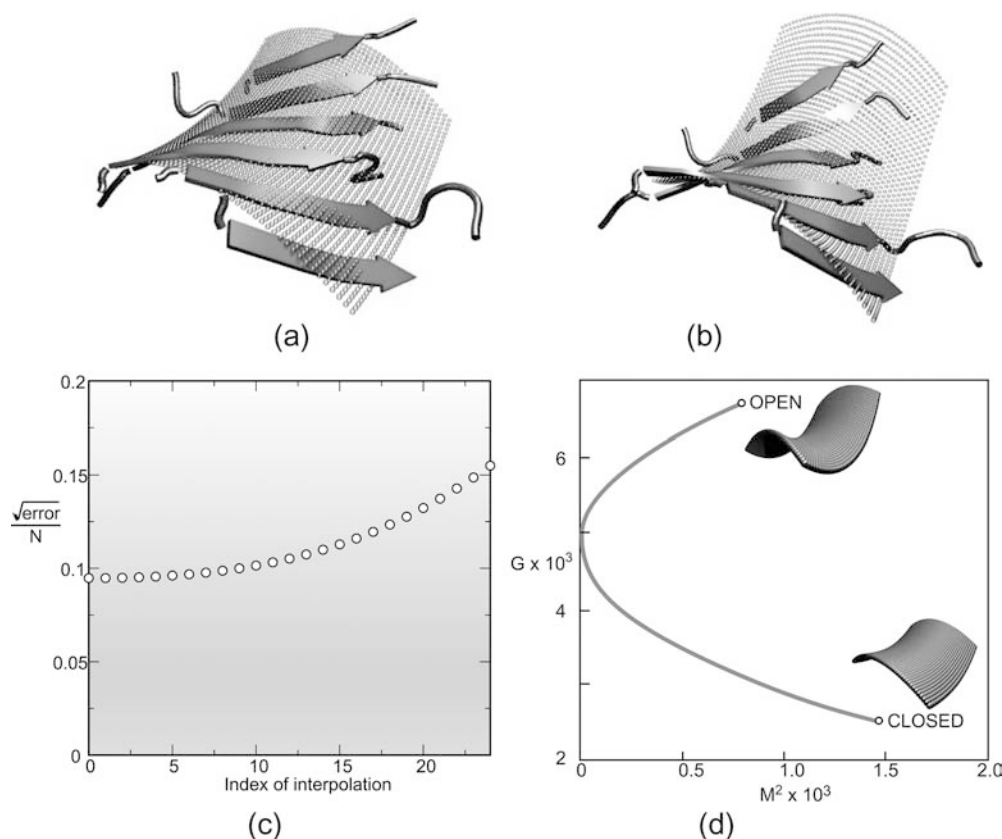 (a)
(b)
0.2
0.15
√error
N
0.1
0.05
0
0
5
10
15
20
Index of interpolation
(c)
OPEN
6
G x 10³
4
CLOSED
2
0
0.5
1.0
1.5
2.0
M² x 10³
(d)